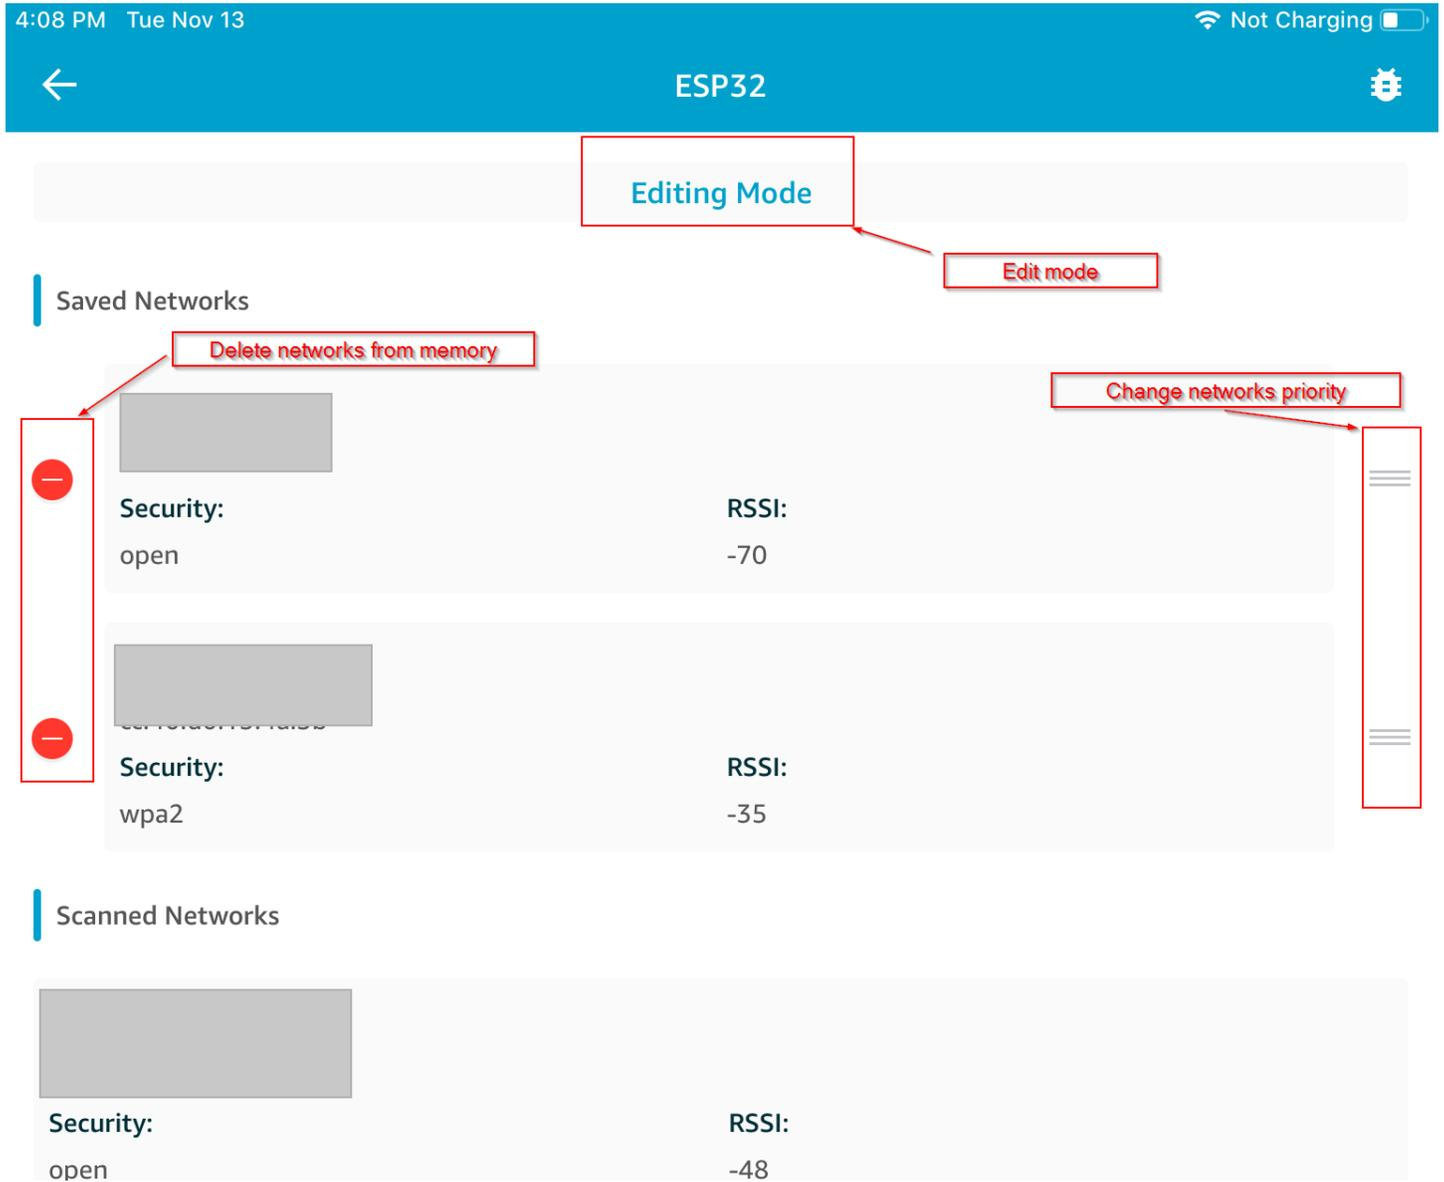 4:08 PM Tue Nov 13 Not Charging
ESP32
Editing Mode
Edit mode
Saved Networks
Delete networks from memory
Change networks priority
Security: RSSI:
open -70
Security: RSSI:
wpa2 -35
Scanned Networks
Security: RSSI:
open -48